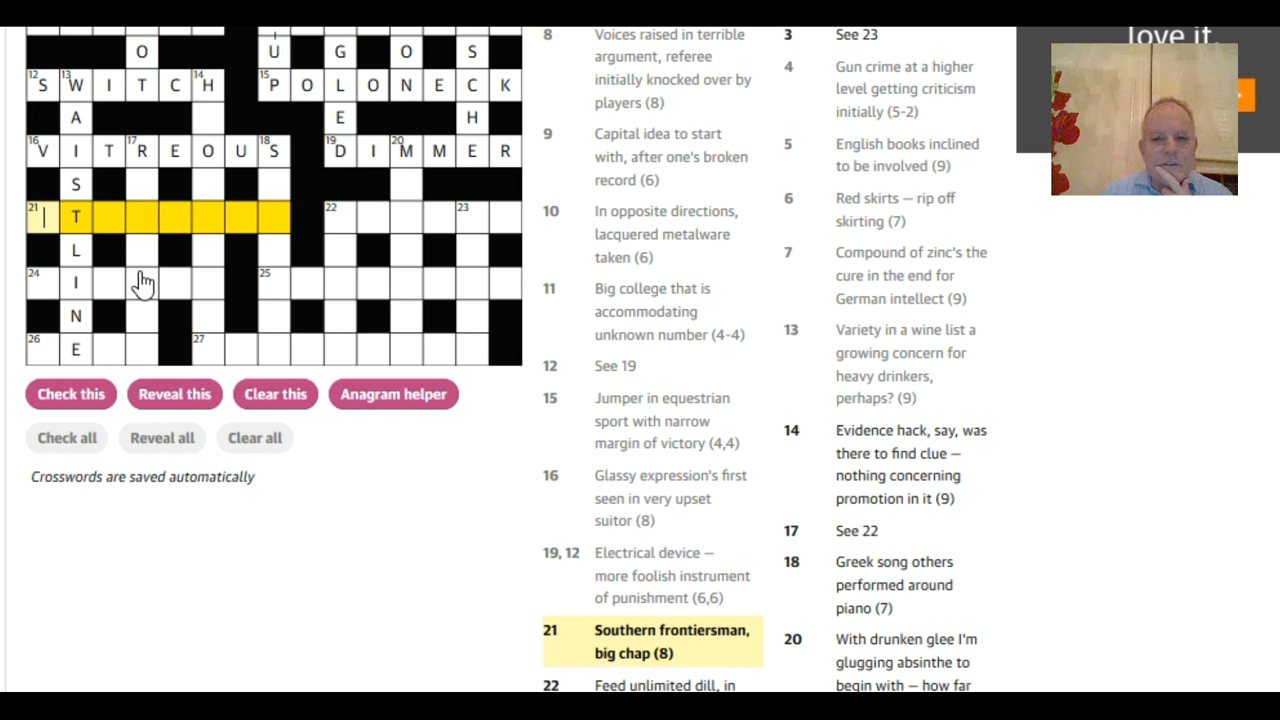 love it.
O U G O S
12 S 13 W I T C 14 H 15 P O L O N E C K
A E H
16 V I T 17 R E O U 18 S 19 D I 20 M M E R
S
21 T 22 23
L
24 I 25
N
26 E 27
Check this Reveal this Clear this Anagram helper
Check all Reveal all Clear all
Crosswords are saved automatically
8 Voices raised in terrible
argument, referee
initially knocked over by
players (8)
9 Capital idea to start
with, after one's broken
record (6)
10 In opposite directions,
lacquered metalware
taken (6)
11 Big college that is
accommodating
unknown number (4-4)
12 See 19
15 Jumper in equestrian
sport with narrow
margin of victory (4,4)
16 Glassy expression's first
seen in very upset
suitor (8)
19, 12 Electrical device —
more foolish instrument
of punishment (6,6)
21 Southern frontiersman,
big chap (8)
22 Feed unlimited dill, in
3 See 23
4 Gun crime at a higher
level getting criticism
initially (5-2)
5 English books inclined
to be involved (9)
6 Red skirts — rip off
skirting (7)
7 Compound of zinc's the
cure in the end for
German intellect (9)
13 Variety in a wine list a
growing concern for
heavy drinkers,
perhaps? (9)
14 Evidence hack, say, was
there to find clue —
nothing concerning
promotion in it (9)
17 See 22
18 Greek song others
performed around
piano (7)
20 With drunken glee I'm
glugging absinthe to
begin with — how far